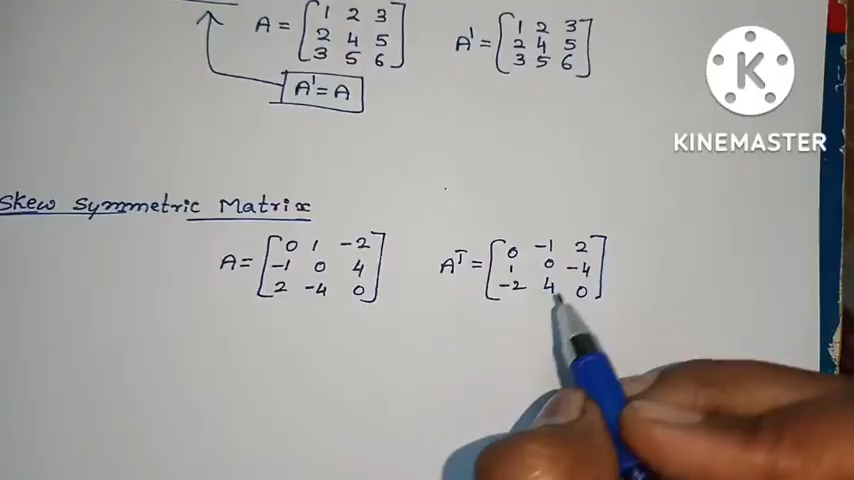 A = [1 2 3 A' = [1 2 3
2 4 5 2 4 5
3 5 6] 3 5 6]
A' = A
KINEMASTER
Skew Symmetric Matrix
A = [0 1 -2 Aᵀ = [0 -1 2
-1 0 4 1 0 -4
2 -4 0] -2 4 0]